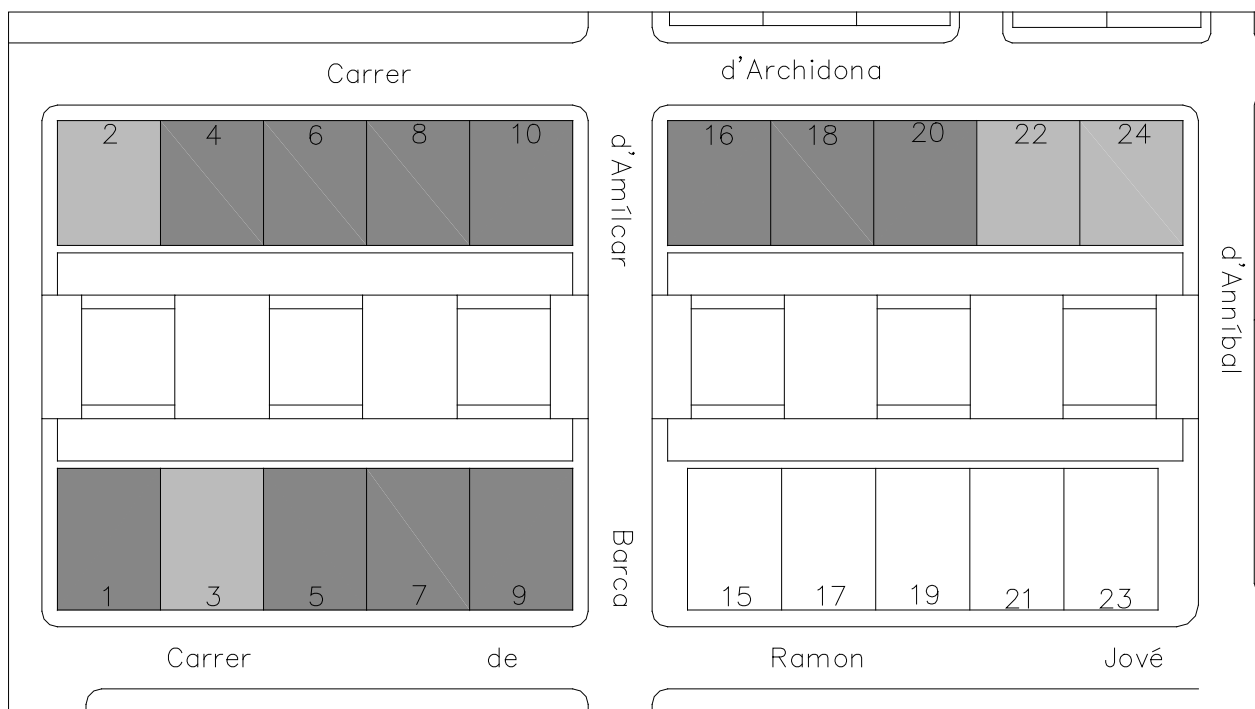 Carrer d'Archidona
2 4 6 8 10 16 18 20 22 24
d'Amílcar
d'Anníbal
Barca
1 3 5 7 9 15 17 19 21 23
Carrer de Ramon Jové